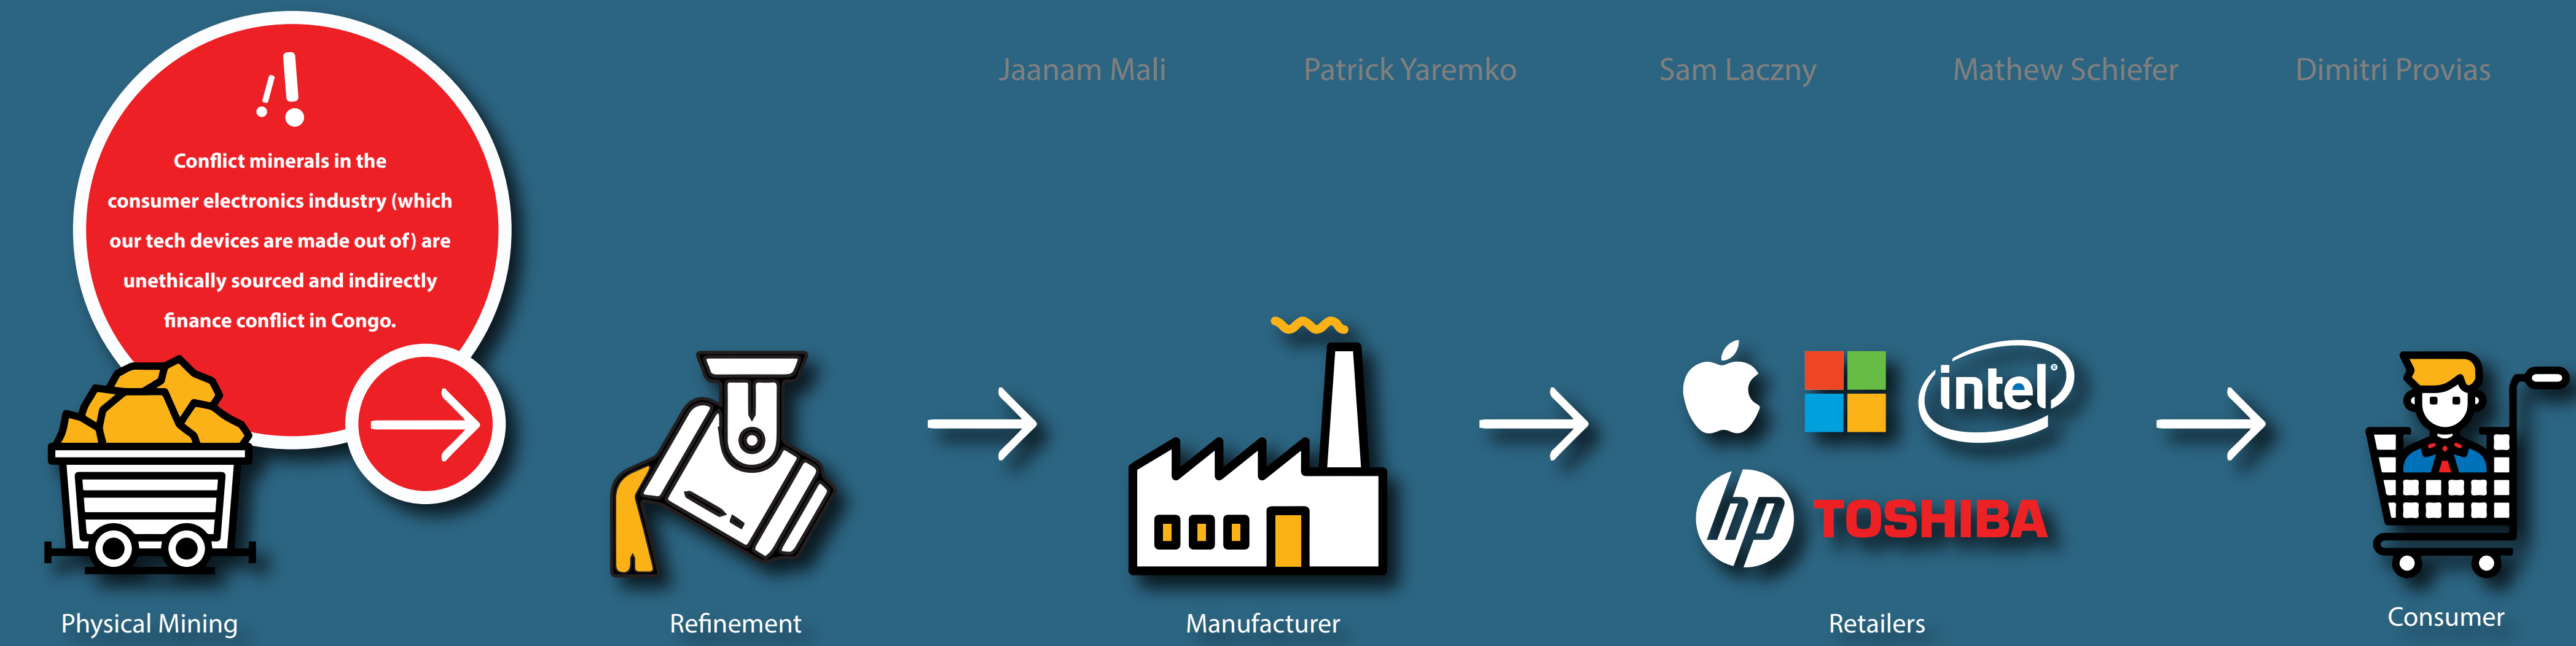 Jaanam Mali
Patrick Yaremko
Sam Laczny
Mathew Schiefer
Dimitri Provias
!!
Conflict minerals in the
consumer electronics industry (which
our tech devices are made out of) are
unethically sourced and indirectly
finance conflict in Congo.
intel®
hp
TOSHIBA
Physical Mining
Refinement
Manufacturer
Retailers
Consumer